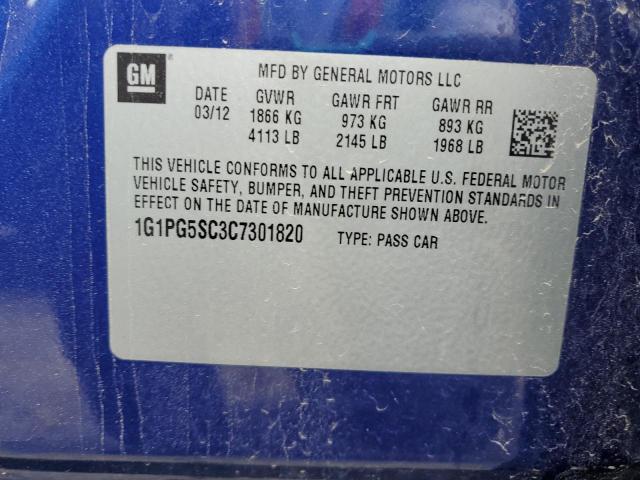 GM
MFD BY GENERAL MOTORS LLC
DATE GVWR GAWR FRT GAWR RR
03/12 1866 KG 973 KG 893 KG
4113 LB 2145 LB 1968 LB
THIS VEHICLE CONFORMS TO ALL APPLICABLE U.S. FEDERAL MOTOR
VEHICLE SAFETY, BUMPER, AND THEFT PREVENTION STANDARDS IN
EFFECT ON THE DATE OF MANUFACTURE SHOWN ABOVE.
1G1PG5SC3C7301820 TYPE: PASS CAR